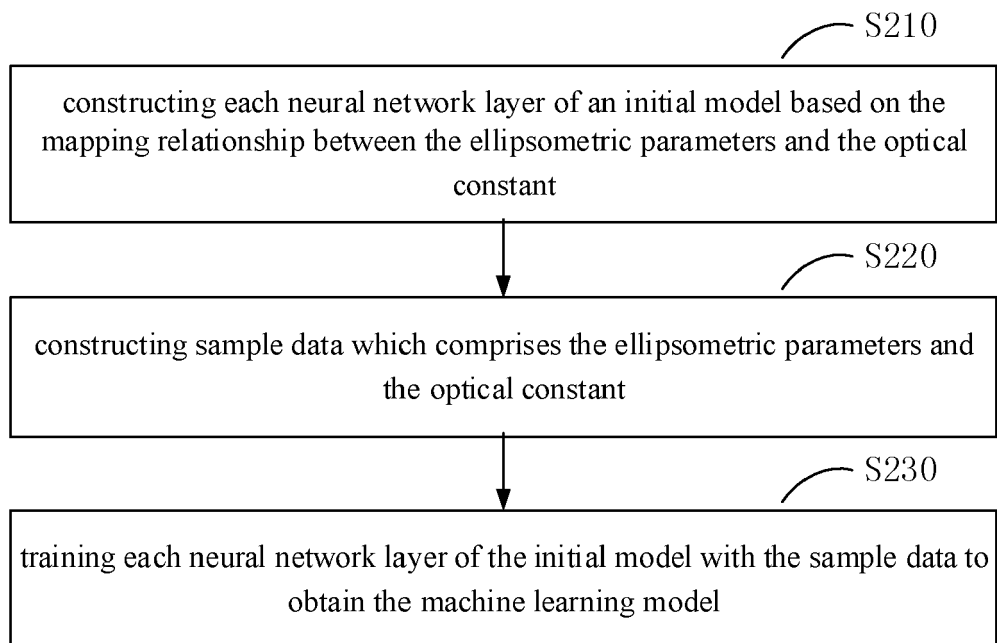 S210
constructing each neural network layer of an initial model based on the
mapping relationship between the ellipsometric parameters and the optical
constant
S220
constructing sample data which comprises the ellipsometric parameters and
the optical constant
S230
training each neural network layer of the initial model with the sample data to
obtain the machine learning model